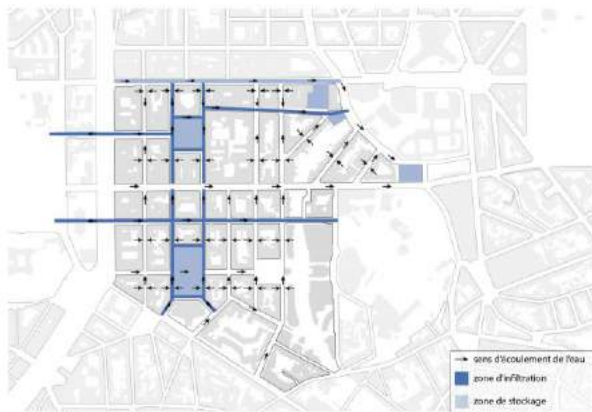 sens d'écoulement de l'eau
zone d'infiltration
zone de stockage